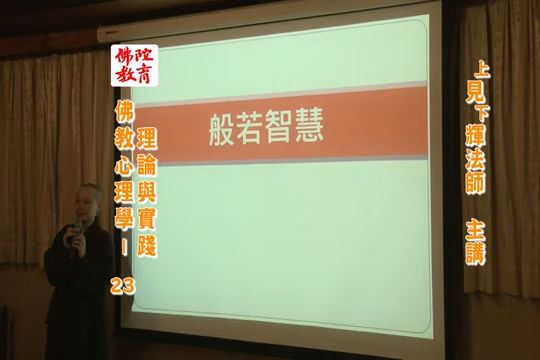 佛陀
教育
佛教心理學-23
理論與實踐
般若智慧
上見下輝法師 主講